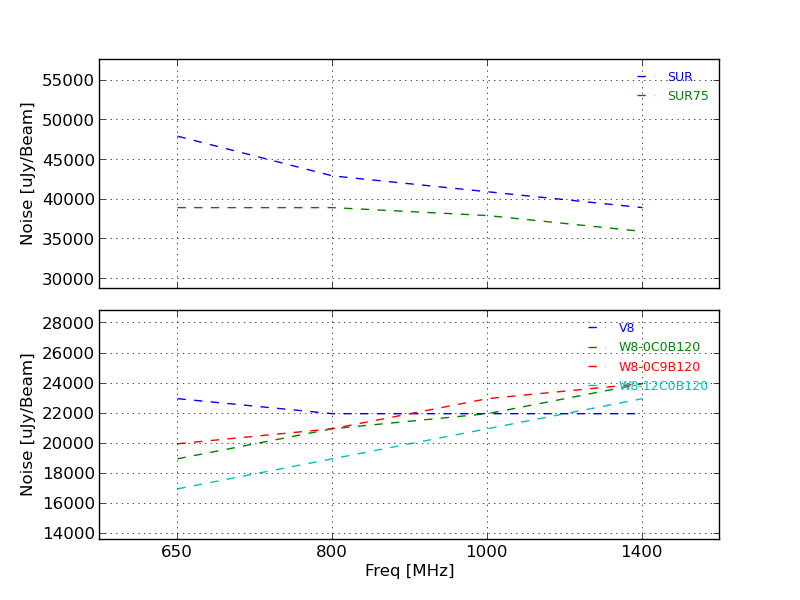 55000
50000
45000
40000
35000
30000
Noise [uJy/Beam]
SUR
SUR75
28000
26000
24000
22000
20000
18000
16000
14000
Noise [uJy/Beam]
V8
W8-0C0B120
W8-0C9B120
W8-12C0B120
650 800 1000 1400
Freq [MHz]